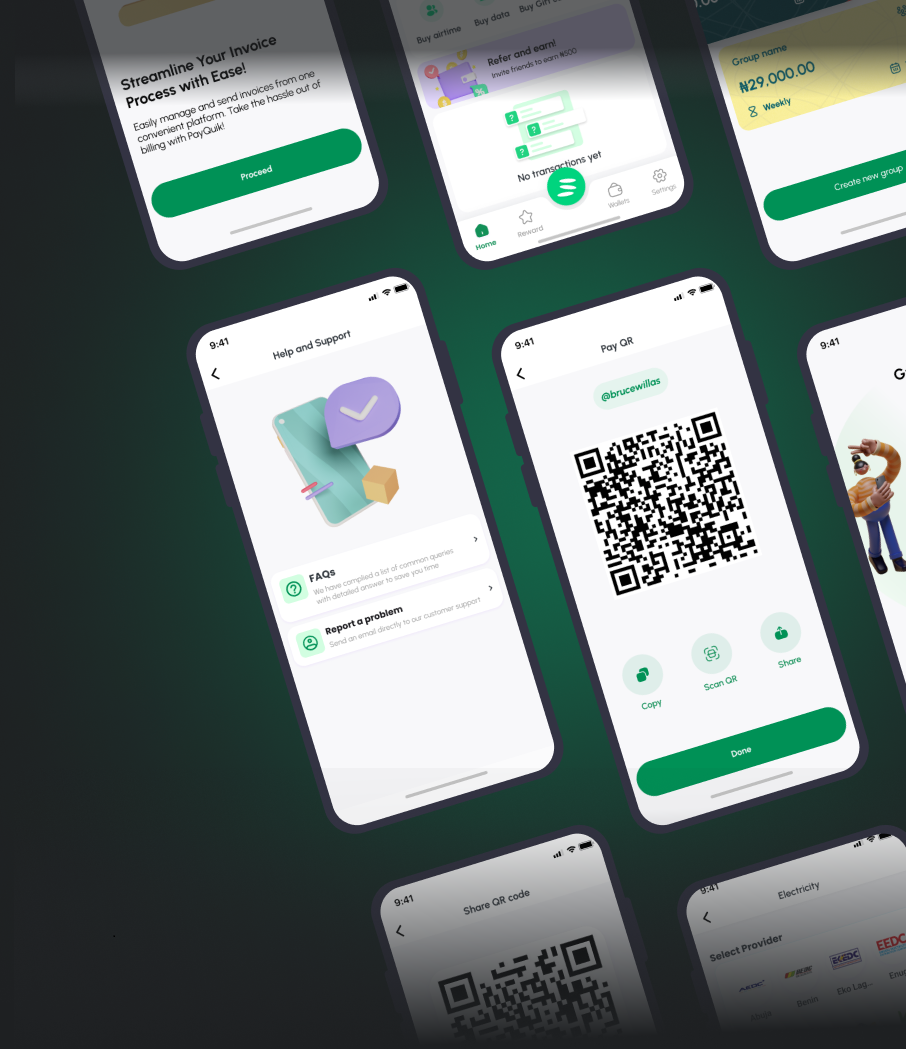 Streamline Your Invoice
Process with Ease!
Easily manage and send invoices from one
convenient platform. Take the hassle out of
billing with PayQuik!
Proceed
Buy airtime
Buy data
Refer and earn!
Invite friends to earn ₦500
?
?
?
No transactions yet
Home
Reward
Wallets
Settings
Group name
₦29,000.00
Weekly
Create new group
9:41
Help and Support
FAQs
We have compiled a list of common queries
with detailed answer to save you time
Report a problem
Send an email directly to our customer support
9:41
Pay QR
@brucewillas
Copy
Scan QR
Share
Done
9:41
9:41
Share QR code
9:41
Electricity
Select Provider
AEDC
EKEDC
EEDC
Abuja
Benin
Eko Lag...